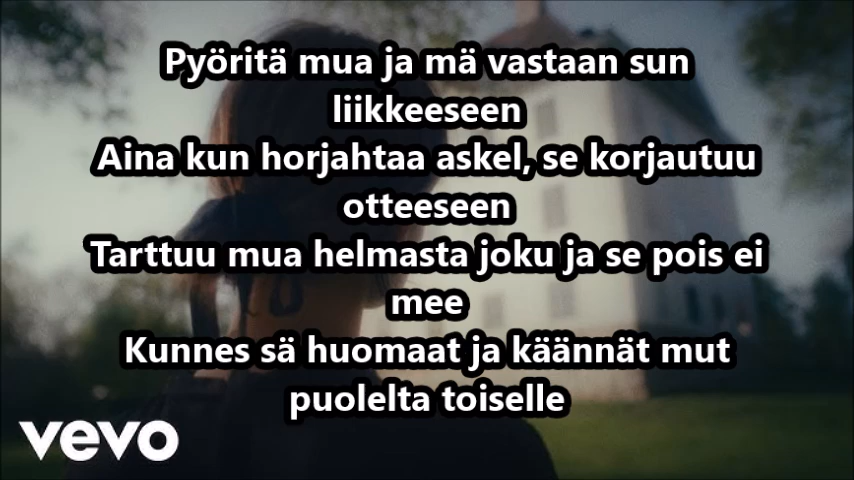 Pyöritä mua ja mä vastaan sun
liikkeeseen
Aina kun horjahtaa askel, se korjautuu
otteeseen
Tarttuu mua helmasta joku ja se pois ei
mee
Kunnes sä huomaat ja käännät mut
puolelta toiselle
vevo